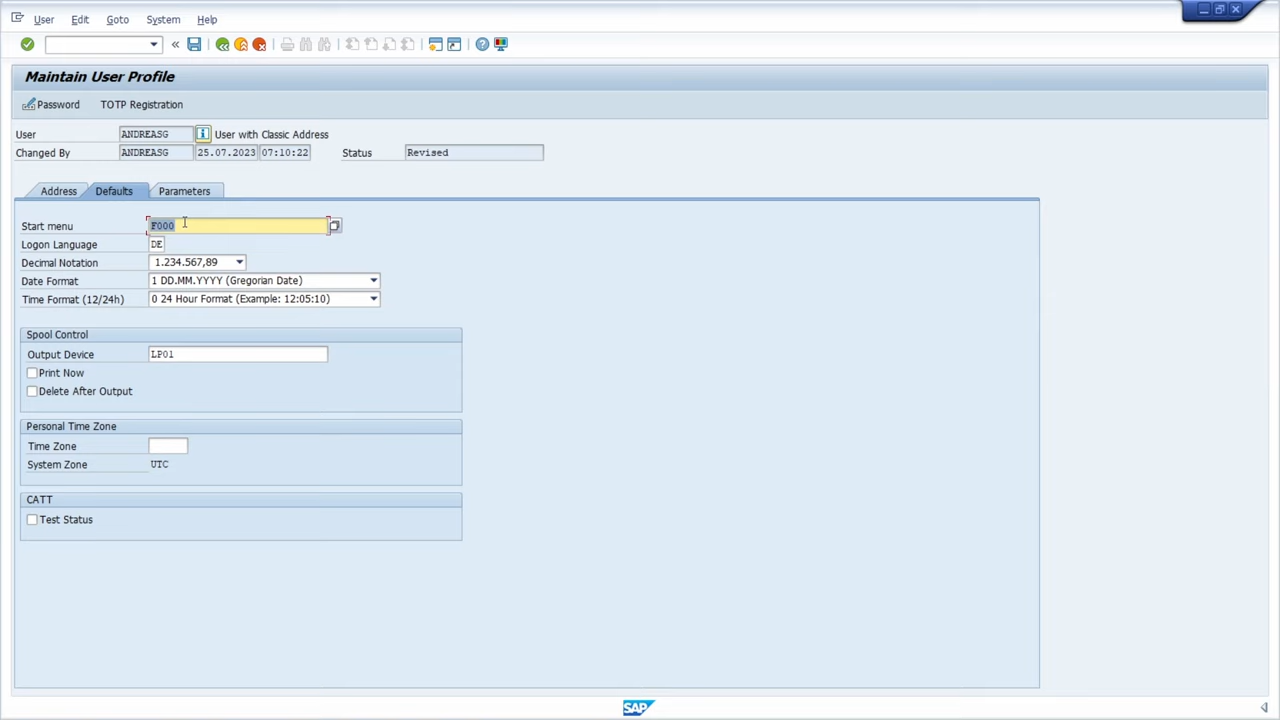 User Edit Goto System Help
Maintain User Profile
Password TOTP Registration
User ANDREASG User with Classic Address
Changed By ANDREASG 25.07.2023 07:10:22 Status Revised
Address Defaults Parameters
Start menu F000
Logon Language DE
Decimal Notation 1.234.567,89
Date Format 1 DD.MM.YYYY (Gregorian Date)
Time Format (12/24h) 0 24 Hour Format (Example: 12:05:10)
Spool Control
Output Device LP01
Print Now
Delete After Output
Personal Time Zone
Time Zone
System Zone UTC
CATT
Test Status
SAP